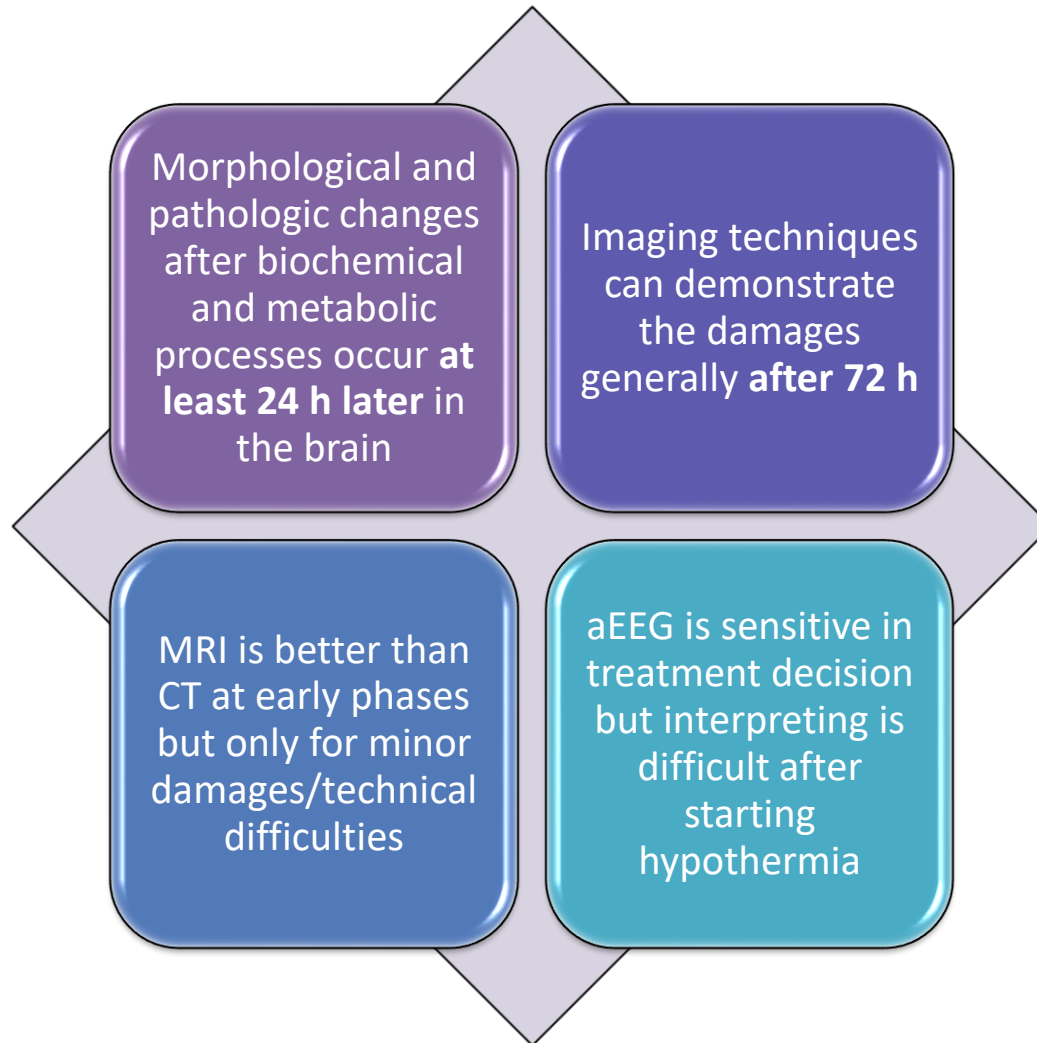 Morphological and
pathologic changes
after biochemical
and metabolic
processes occur at
least 24 h later in
the brain
Imaging techniques
can demonstrate
the damages
generally after 72 h
MRI is better than
CT at early phases
but only for minor
damages/technical
difficulties
aEEG is sensitive in
treatment decision
but interpreting is
difficult after
starting
hypothermia